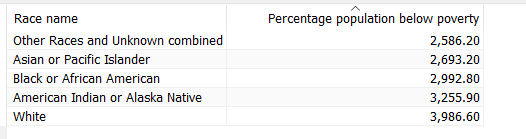 Race name Percentage population below poverty
Other Races and Unknown combined 2,586.20
Asian or Pacific Islander 2,693.20
Black or African American 2,992.80
American Indian or Alaska Native 3,255.90
White 3,986.60